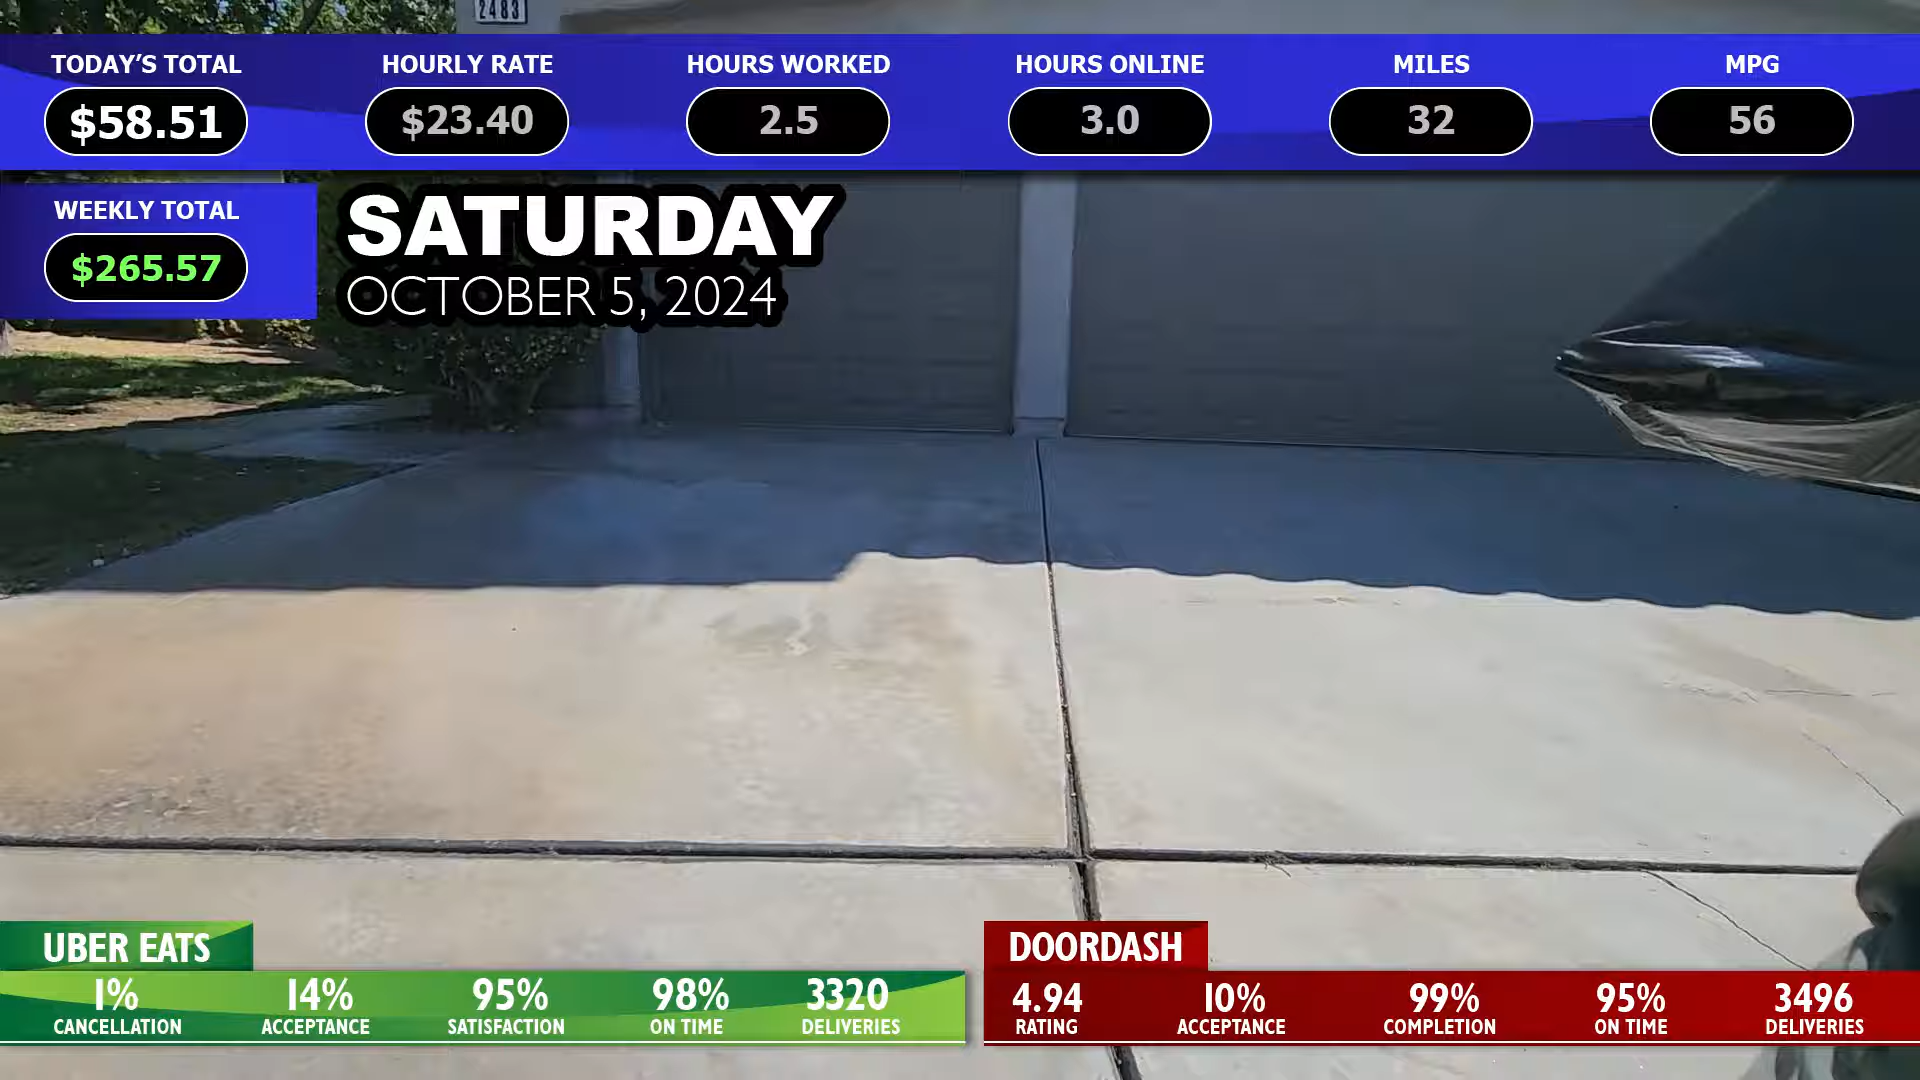 2483
TODAY'S TOTAL HOURLY RATE HOURS WORKED HOURS ONLINE MILES MPG
$58.51 $23.40 2.5 3.0 32 56
WEEKLY TOTAL
$265.57
SATURDAY
OCTOBER 5, 2024
UBER EATS
1% 14% 95% 98% 3320
CANCELLATION ACCEPTANCE SATISFACTION ON TIME DELIVERIES
DOORDASH
4.94 10% 99% 95% 3496
RATING ACCEPTANCE COMPLETION ON TIME DELIVERIES